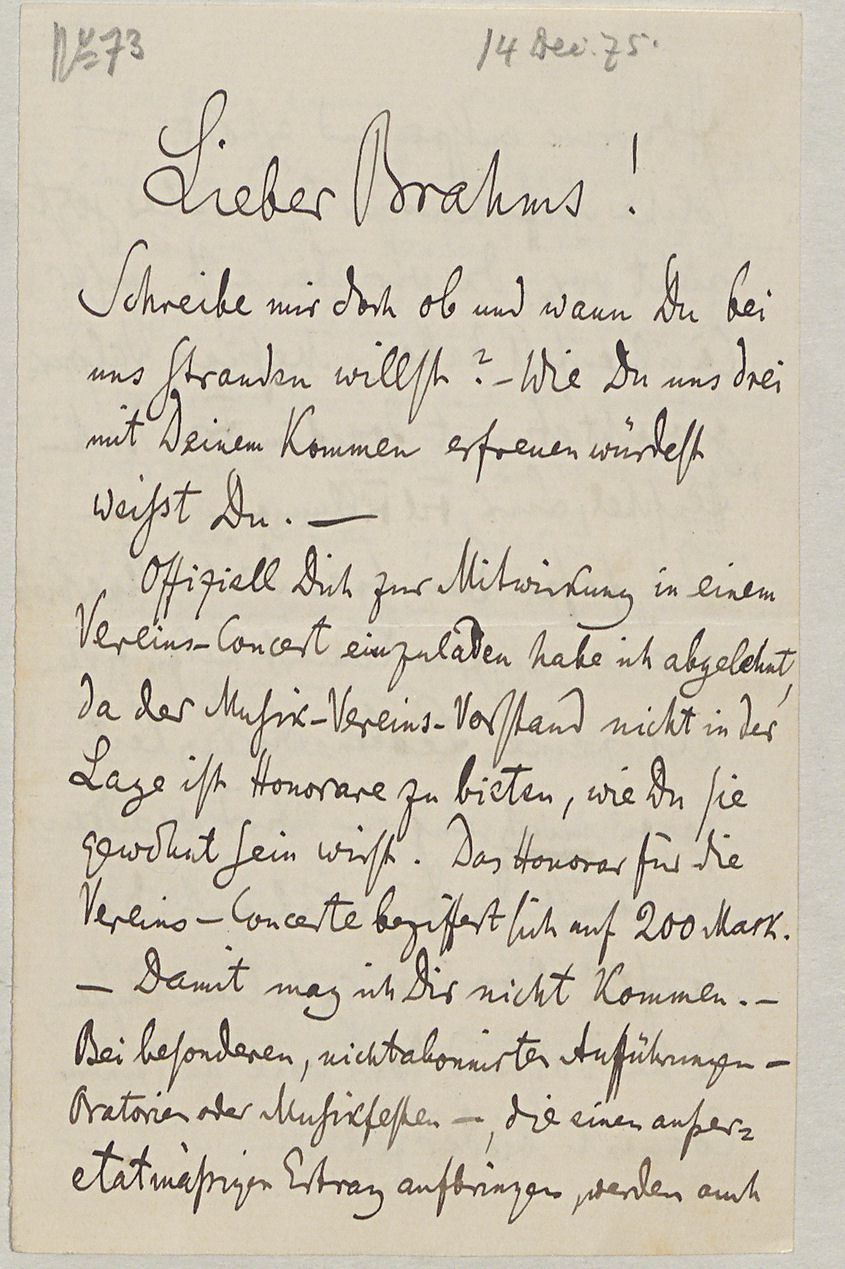 No 73
14 Dec. 75.
Lieber Brahms!
Schreibe mir doch ob und wann Du bei
uns stranden willst? – Wie Du uns drei
mit Deinem Kommen erfreuen würdest
weisst Du. —
Offiziell Dich zur Mitwirkung in einem
Vereins-Concert einzuladen habe ich abgelehnt,
da der Musik-Vereins-Vorstand nicht in der
Lage ist Honorare zu bieten, wie Du sie
gewöhnt sein wirst. Das Honorar für die
Vereins-Concerte beziffert sich auf 200 Mark.
— Damit mag ich Dir nicht kommen. –
Bei besonderen, nichtabonnirten Aufführungen –
Oratorien oder Musikfesten –, die einen außer=
etatmäßigen Ertrag aufbringen, werden auch